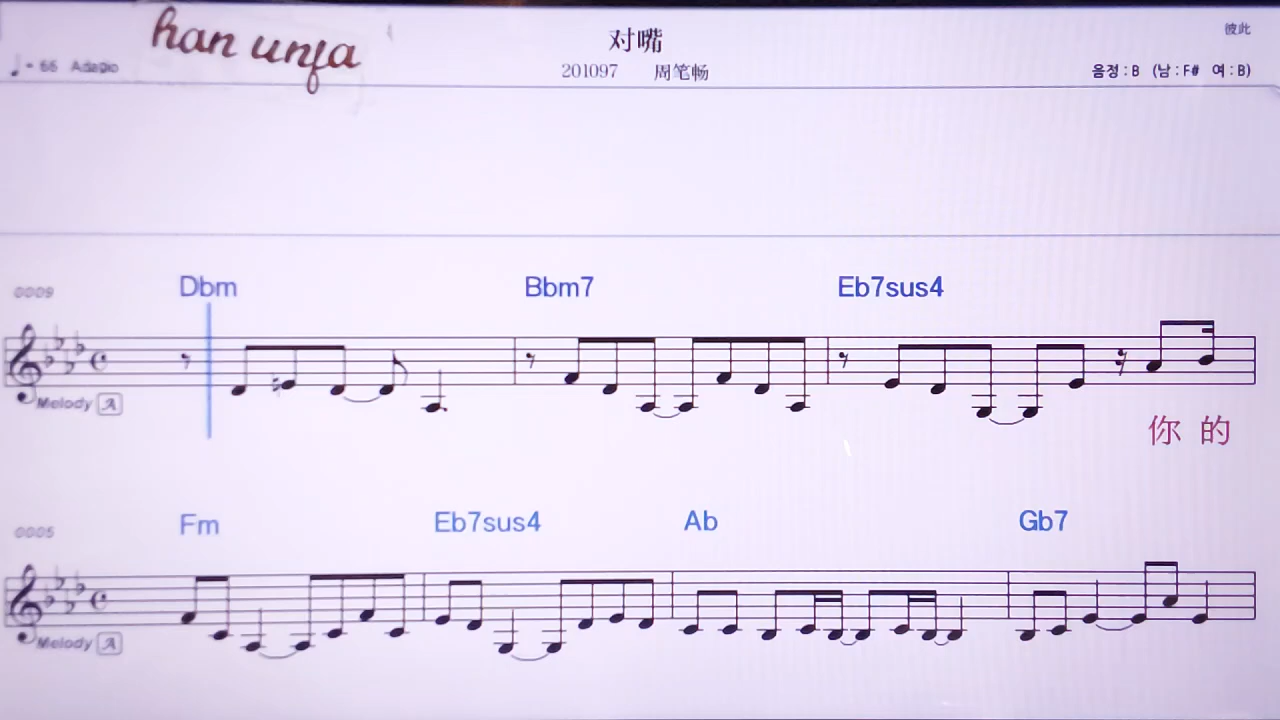 han unfa
对嘴
彼此
♩= 66 Adagio
201097 周笔畅
음정 : B (남 : F# 여 : B)
0009 Dbm Bbm7 Eb7sus4
Melody A
你 的
0005 Fm Eb7sus4 Ab Gb7
Melody A